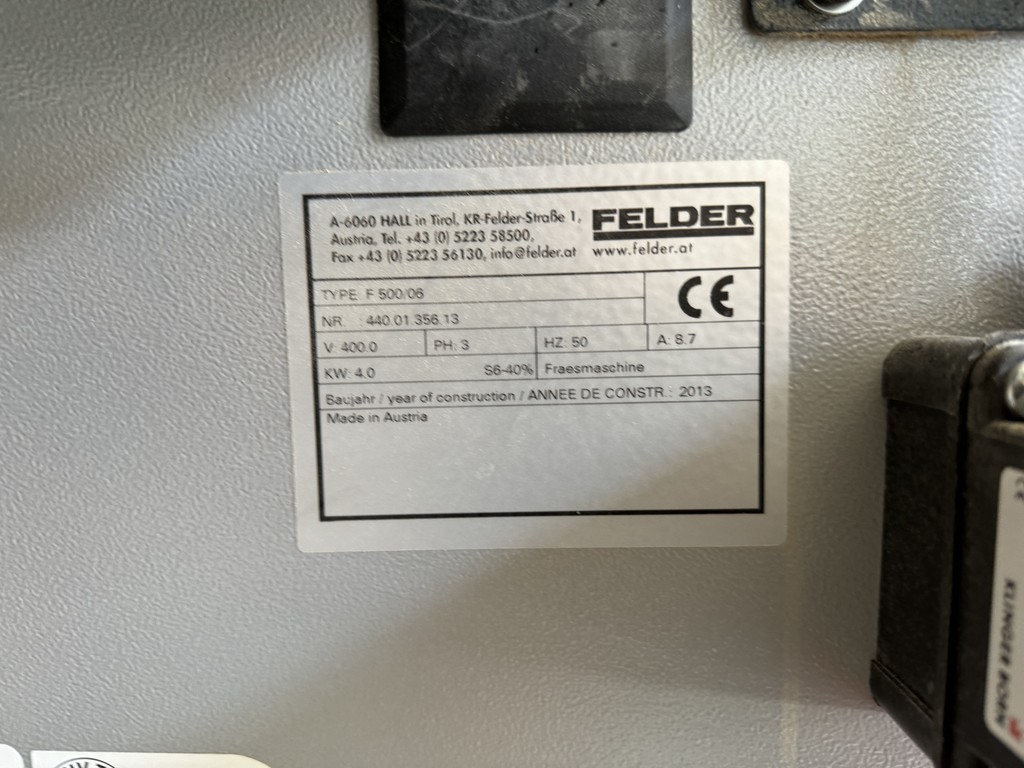 A-6060 HALL in Tirol, KR-Felder-Straße 1,
Austria, Tel. +43 (0) 5223 58500,
Fax +43 (0) 5223 56130, info@felder.at
FELDER
www.felder.at
TYPE: F 500/06
CE
NR. : 440.01.356.13
V: 400.0 PH: 3 HZ: 50 A: 8.7
KW: 4.0 S6-40% Fraesmaschine
Baujahr / year of construction / ANNEE DE CONSTR.: 2013
Made in Austria
CE
KLINGER BORN